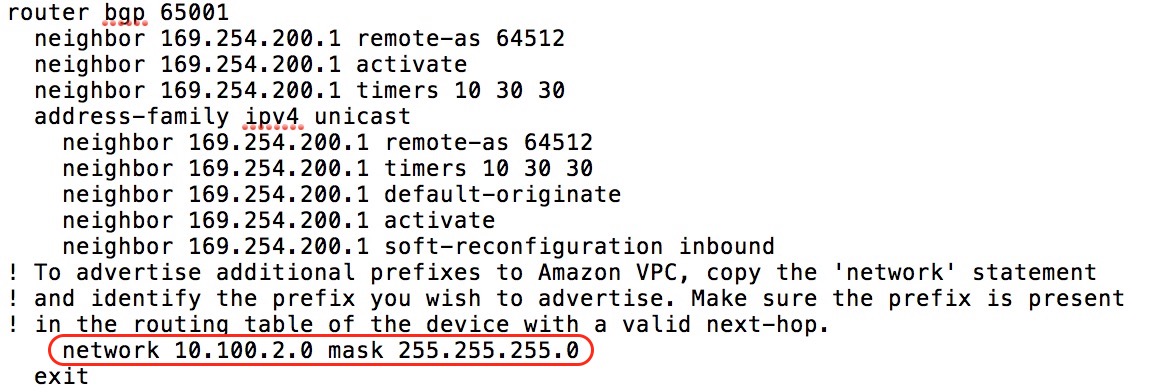 router bgp 65001
neighbor 169.254.200.1 remote-as 64512
neighbor 169.254.200.1 activate
neighbor 169.254.200.1 timers 10 30 30
address-family ipv4 unicast
neighbor 169.254.200.1 remote-as 64512
neighbor 169.254.200.1 timers 10 30 30
neighbor 169.254.200.1 default-originate
neighbor 169.254.200.1 activate
neighbor 169.254.200.1 soft-reconfiguration inbound
! To advertise additional prefixes to Amazon VPC, copy the 'network' statement
! and identify the prefix you wish to advertise. Make sure the prefix is present
! in the routing table of the device with a valid next-hop.
network 10.100.2.0 mask 255.255.255.0
exit